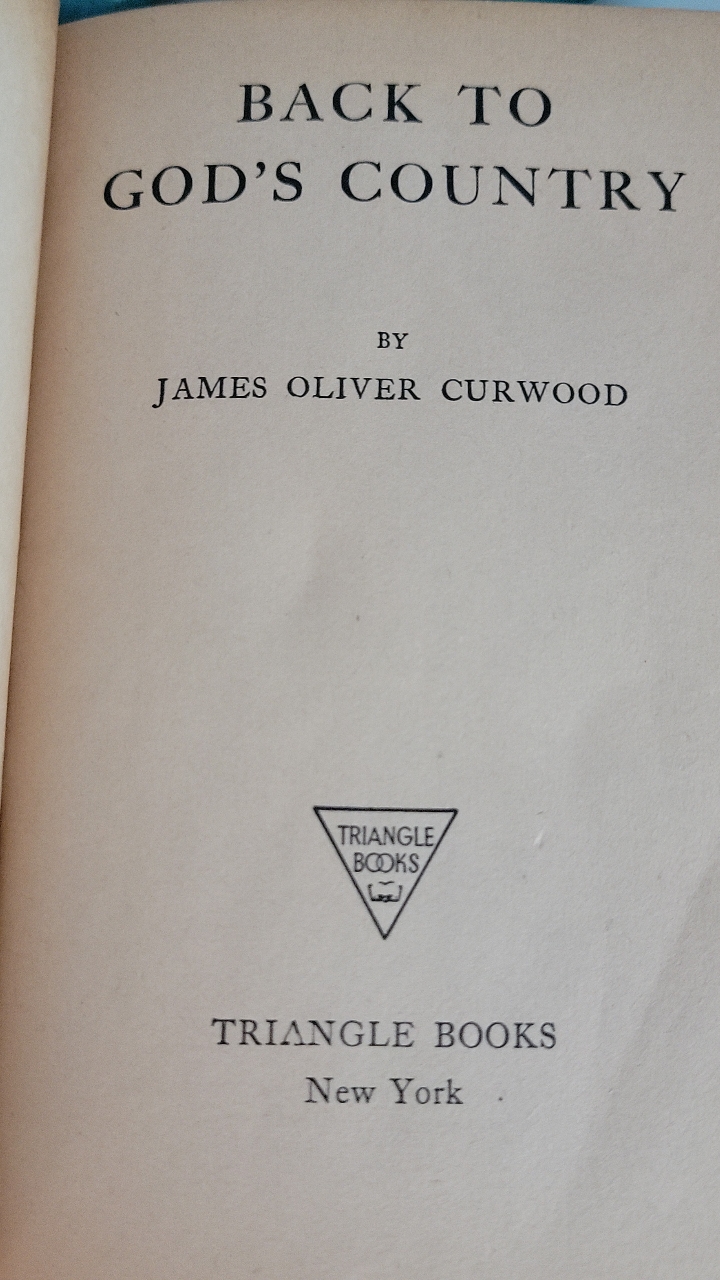 BACK TO
GOD'S COUNTRY
BY
JAMES OLIVER CURWOOD
TRIANGLE
BOOKS
TRIANGLE BOOKS
New York